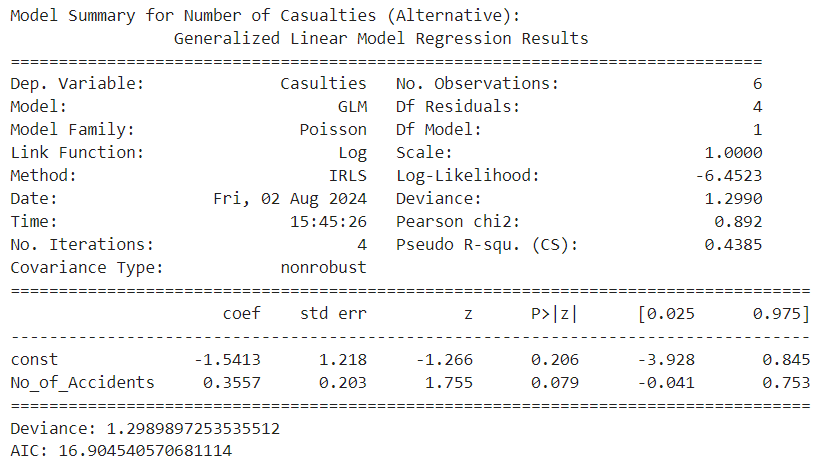 Model Summary for Number of Casualties (Alternative):
Generalized Linear Model Regression Results
==============================================================================
Dep. Variable: Casulties No. Observations: 6
Model: GLM Df Residuals: 4
Model Family: Poisson Df Model: 1
Link Function: Log Scale: 1.0000
Method: IRLS Log-Likelihood: -6.4523
Date: Fri, 02 Aug 2024 Deviance: 1.2990
Time: 15:45:26 Pearson chi2: 0.892
No. Iterations: 4 Pseudo R-squ. (CS): 0.4385
Covariance Type: nonrobust
===================================================================================
coef std err z P>|z| [0.025 0.975]
-----------------------------------------------------------------------------------
const -1.5413 1.218 -1.266 0.206 -3.928 0.845
No_of_Accidents 0.3557 0.203 1.755 0.079 -0.041 0.753
===================================================================================
Deviance: 1.2989897253535512
AIC: 16.904540570681114